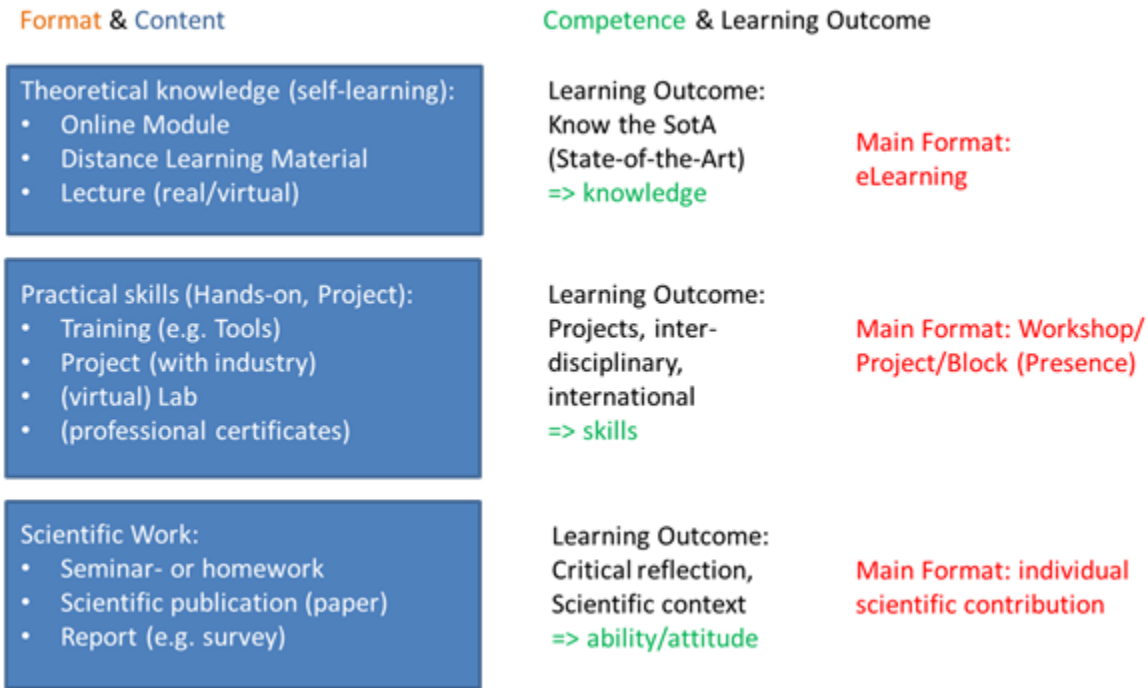 Format & Content
Competence & Learning Outcome
Theoretical knowledge (self-learning):
• Online Module
• Distance Learning Material
• Lecture (real/virtual)
Learning Outcome:
Know the SotA
(State-of-the-Art)
=> knowledge
Main Format:
eLearning
Practical skills (Hands-on, Project):
• Training (e.g. Tools)
• Project (with industry)
• (virtual) Lab
• (professional certificates)
Learning Outcome:
Projects, inter-
disciplinary,
international
=> skills
Main Format: Workshop/
Project/Block (Presence)
Scientific Work:
• Seminar- or homework
• Scientific publication (paper)
• Report (e.g. survey)
Learning Outcome:
Critical reflection,
Scientific context
=> ability/attitude
Main Format: individual
scientific contribution